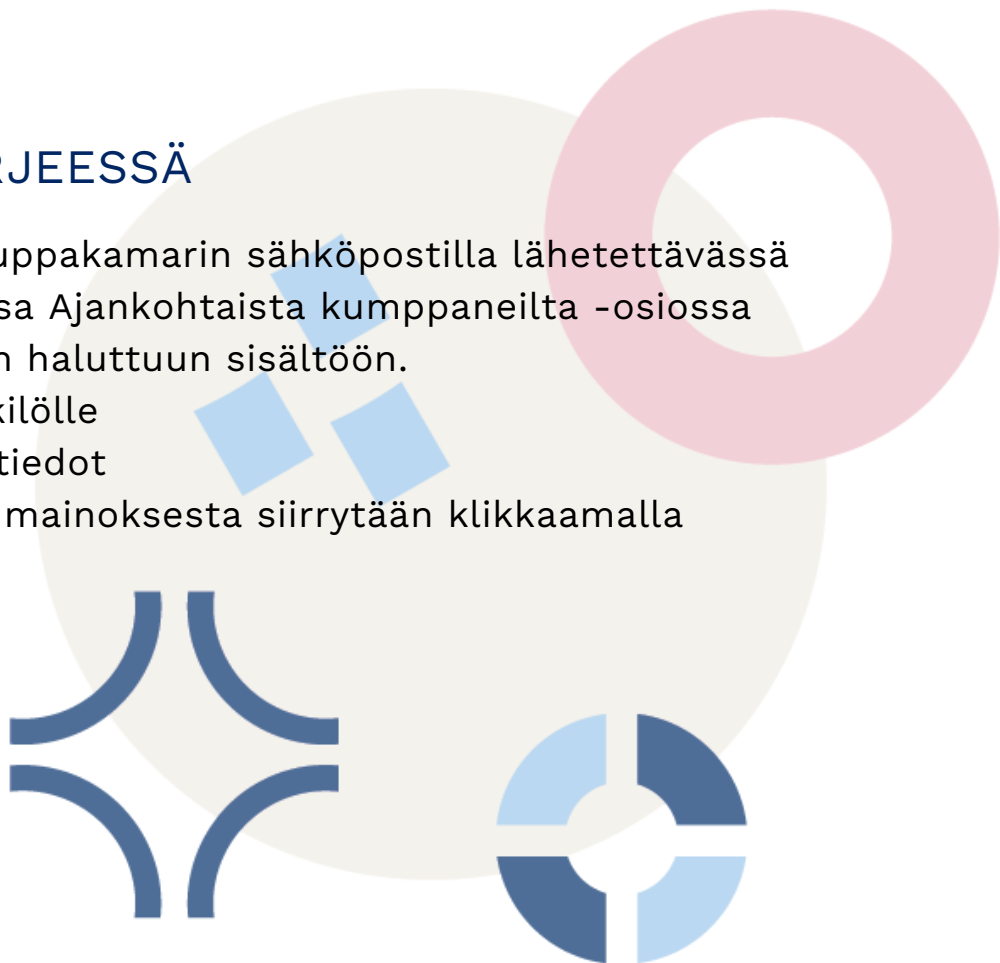 RJEESSÄ
uppakamarin sähköpostilla lähetettävässä
sa Ajankohtaista kumppaneilta -osiossa
n haluttuun sisältöön.
kilölle
tiedot
mainoksesta siirrytään klikkaamalla